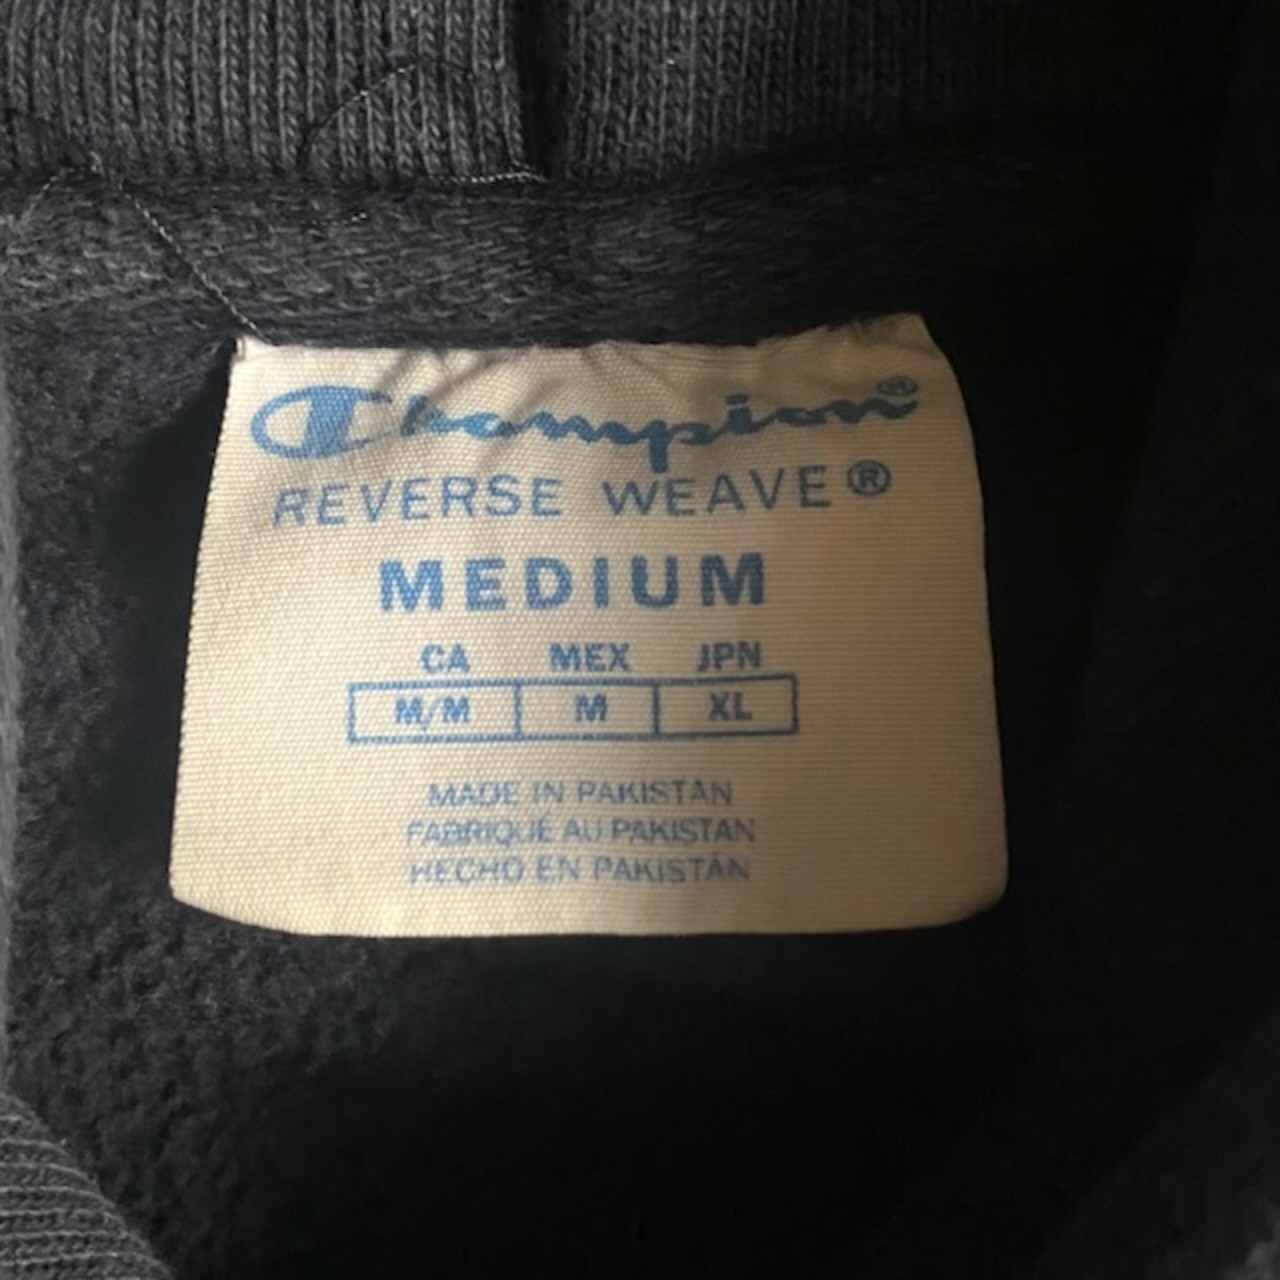 Champion®
REVERSE WEAVE®
MEDIUM
CA MEX JPN
M/M M XL
MADE IN PAKISTAN
FABRIQUÉ AU PAKISTAN
HECHO EN PAKISTÁN